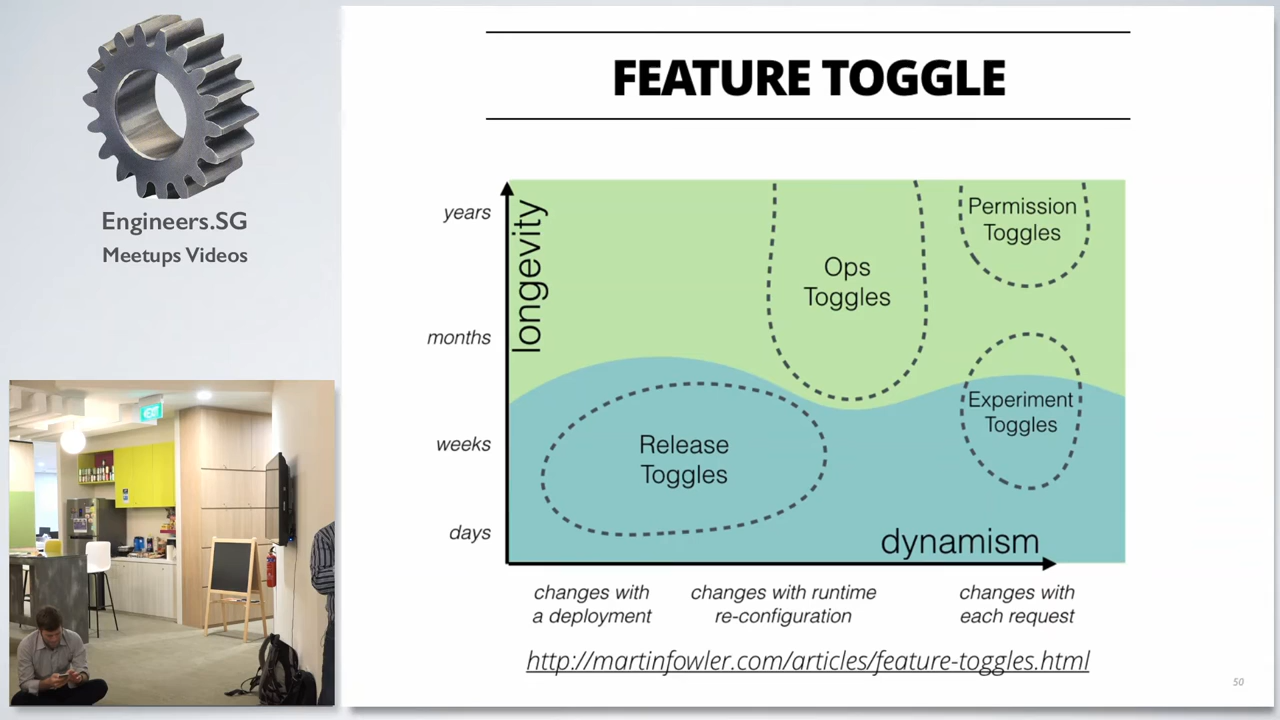 Engineers.SG
Meetups Videos
FEATURE TOGGLE
years
months
weeks
days
longevity
Permission
Toggles
Ops
Toggles
Experiment
Toggles
Release
Toggles
dynamism
changes with
a deployment
changes with runtime
re-configuration
changes with
each request
http://martinfowler.com/articles/feature-toggles.html
50
EXIT